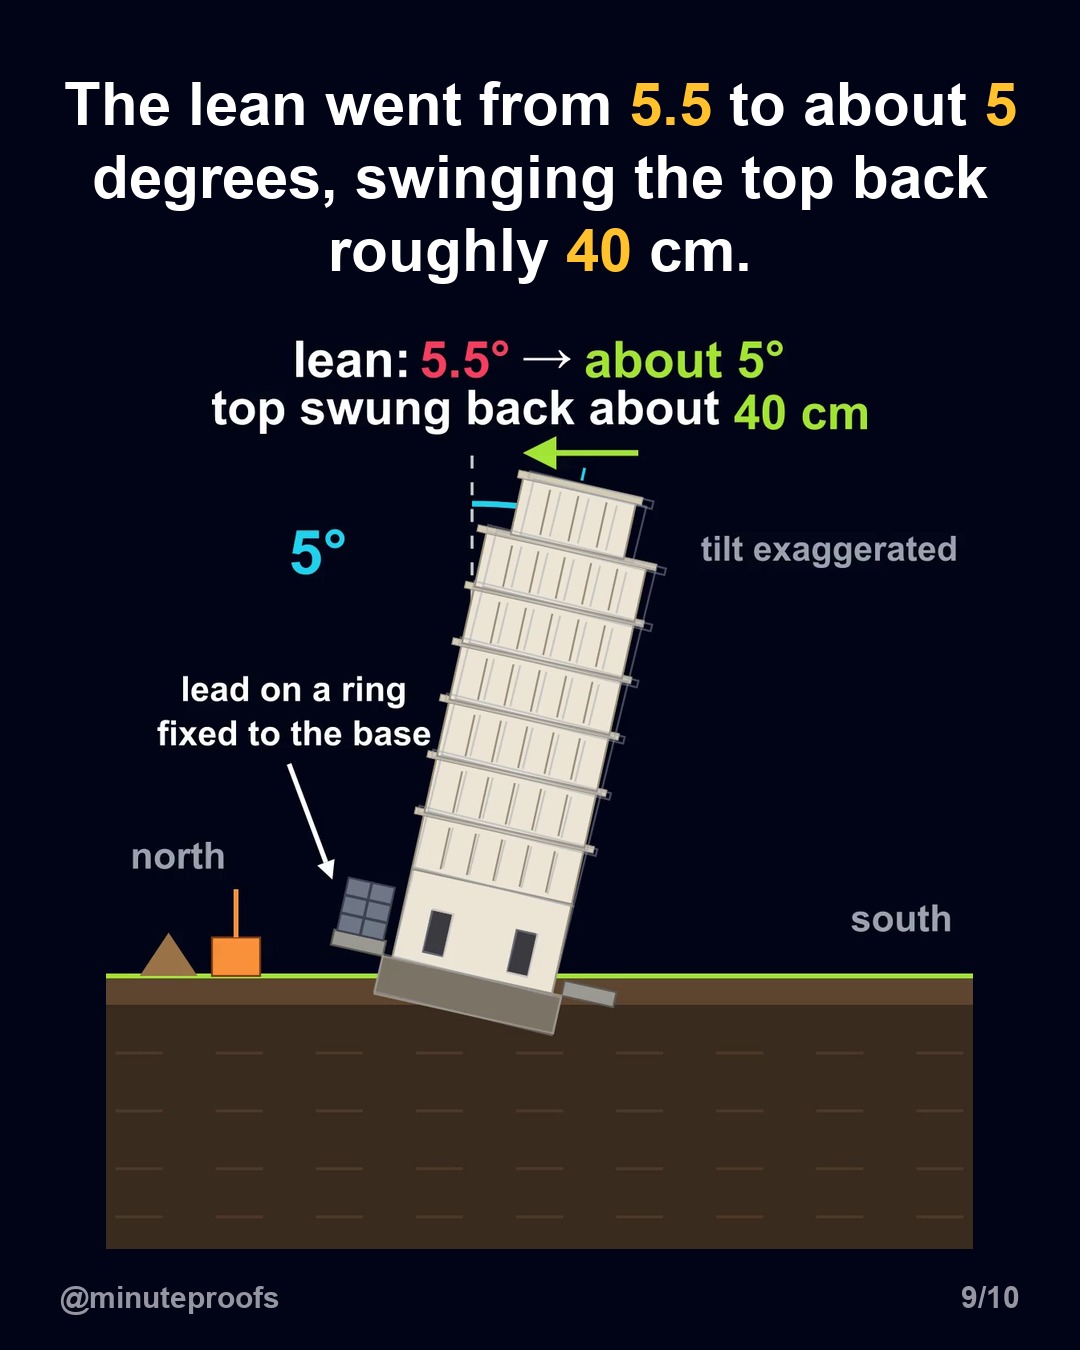 The lean went from 5.5 to about 5
degrees, swinging the top back
roughly 40 cm.
lean: 5.5° → about 5°
top swung back about 40 cm
5°
tilt exaggerated
lead on a ring
fixed to the base
north
south
@minuteproofs
9/10